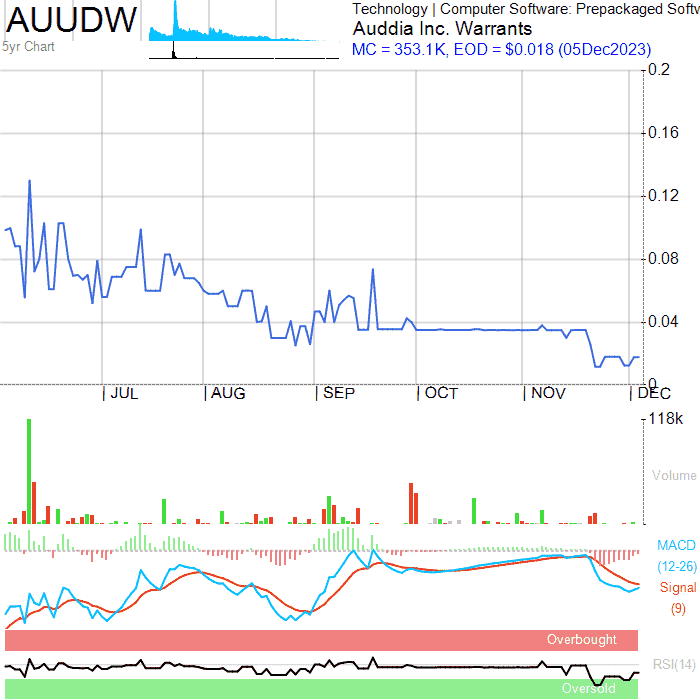 AUUDW
5yr Chart
Technology | Computer Software: Prepackaged Softw
Auddia Inc. Warrants
MC = 353.1K, EOD = $0.018 (05Dec2023)
0.2
0.16
0.12
0.08
0.04
0
JUL
AUG
SEP
OCT
NOV
DEC
118k
Volume
MACD
(12-26)
Signal
(9)
Overbought
RSI(14)
Oversold